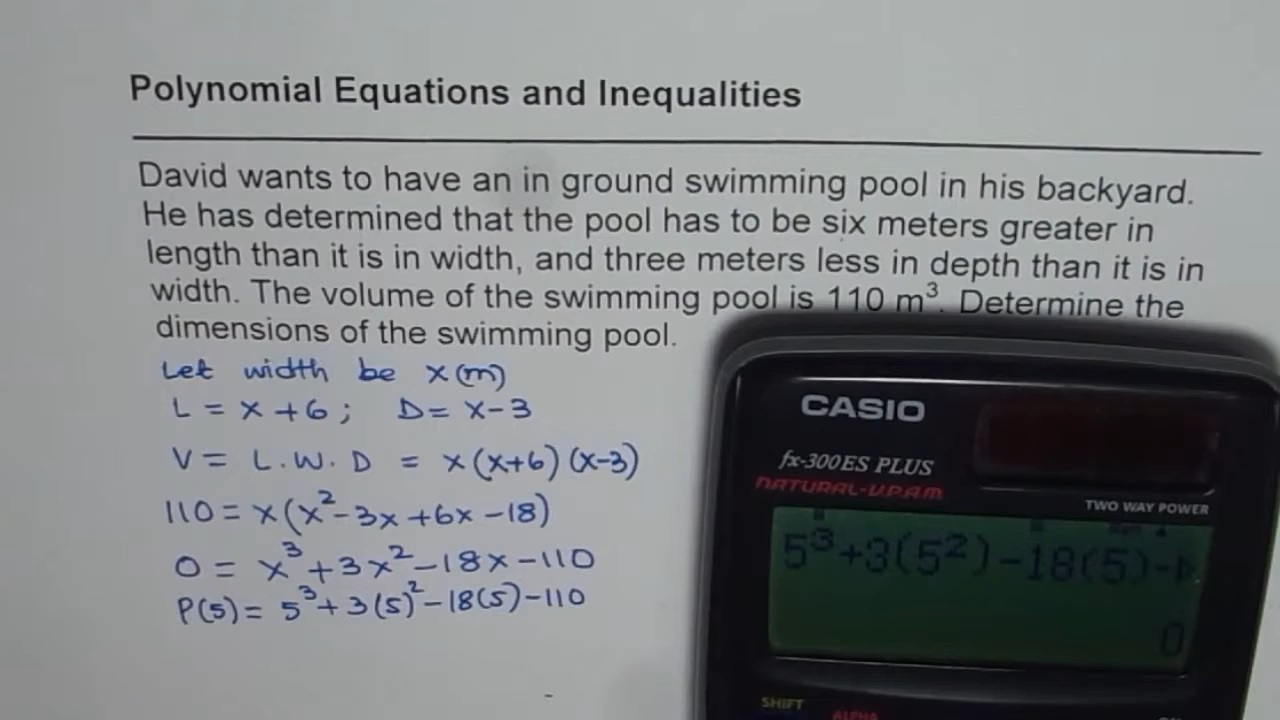 Polynomial Equations and Inequalities
David wants to have an in ground swimming pool in his backyard.
He has determined that the pool has to be six meters greater in
length than it is in width, and three meters less in depth than it is in
width. The volume of the swimming pool is 110 m³. Determine the
dimensions of the swimming pool.
Let width be x(m)
L = x+6; D= x-3
V = L.W.D = x(x+6)(x-3)
110 = x(x²-3x+6x-18)
0 = x³+3x²-18x-110
P(5) = 5³+3(5)²-18(5)-110
CASIO
fx-300ES PLUS
NATURAL-V.P.A.M.
TWO WAY POWER
5³+3(5²)-18(5)-
0
SHIFT
ALPHA